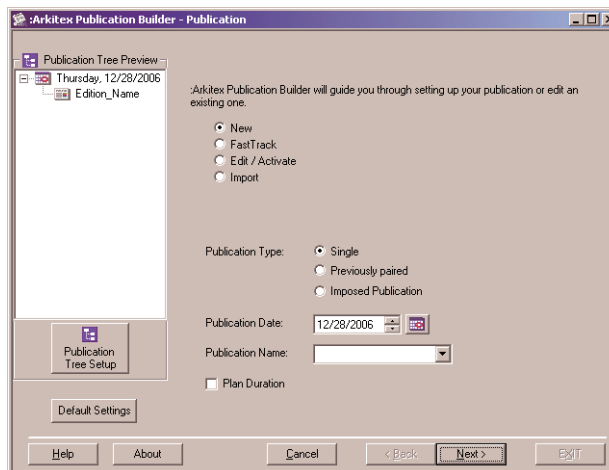 :Arkitex Publication Builder - Publication
Publication Tree Preview
Thursday, 12/28/2006
Edition_Name
:Arkitex Publication Builder will guide you through setting up your publication or edit an
existing one.
New
FastTrack
Edit / Activate
Import
Publication Type:
Single
Previously paired
Imposed Publication
Publication Date:
12/28/2006
Publication Name:
Plan Duration
Publication
Tree Setup
Default Settings
Help
About
Cancel
< Back
Next >
EXIT